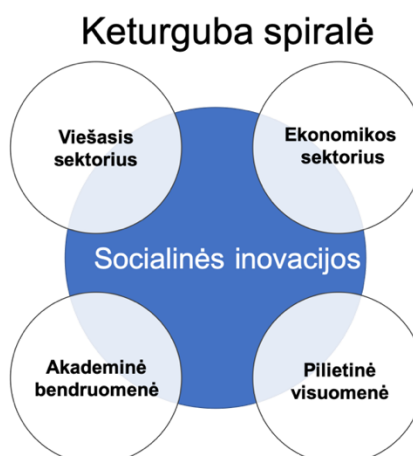 Keturguba spiralė
Viešasis
sektorius
Ekonomikos
sektorius
Socialinės inovacijos
Akademinė
bendruomenė
Pilietinė
visuomenė